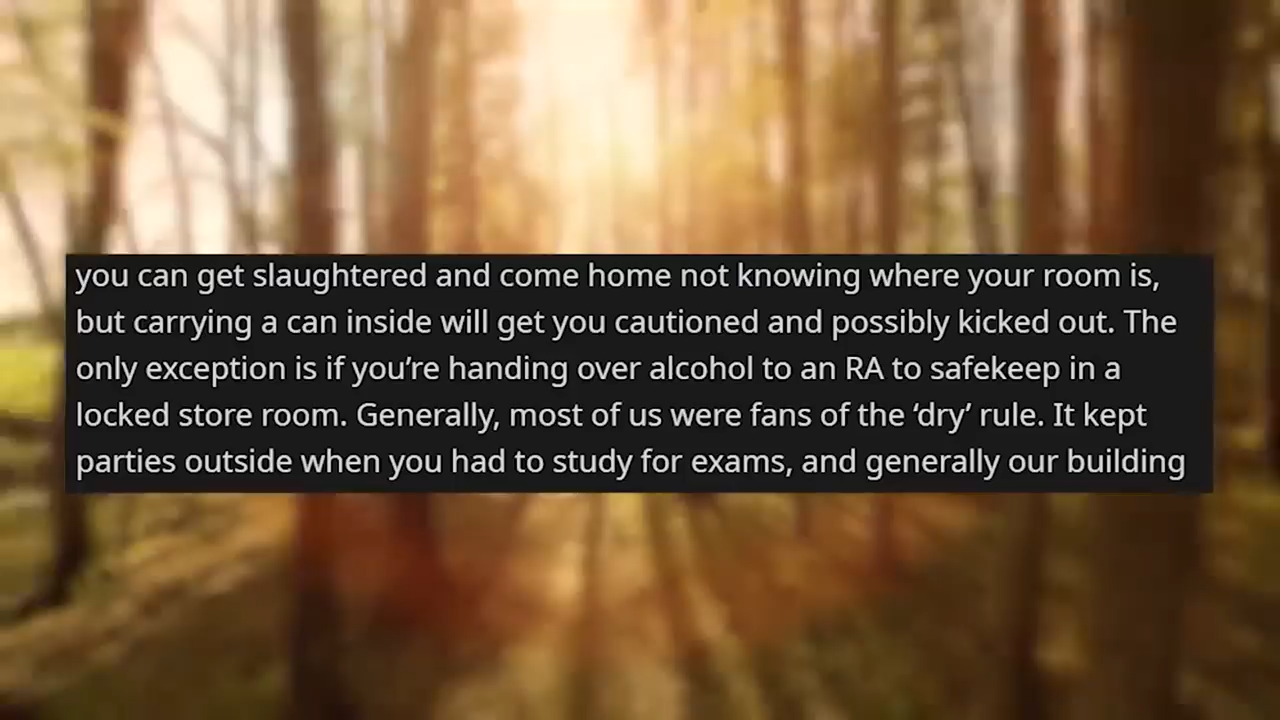 you can get slaughtered and come home not knowing where your room is,
but carrying a can inside will get you cautioned and possibly kicked out. The
only exception is if you’re handing over alcohol to an RA to safekeep in a
locked store room. Generally, most of us were fans of the ‘dry’ rule. It kept
parties outside when you had to study for exams, and generally our building